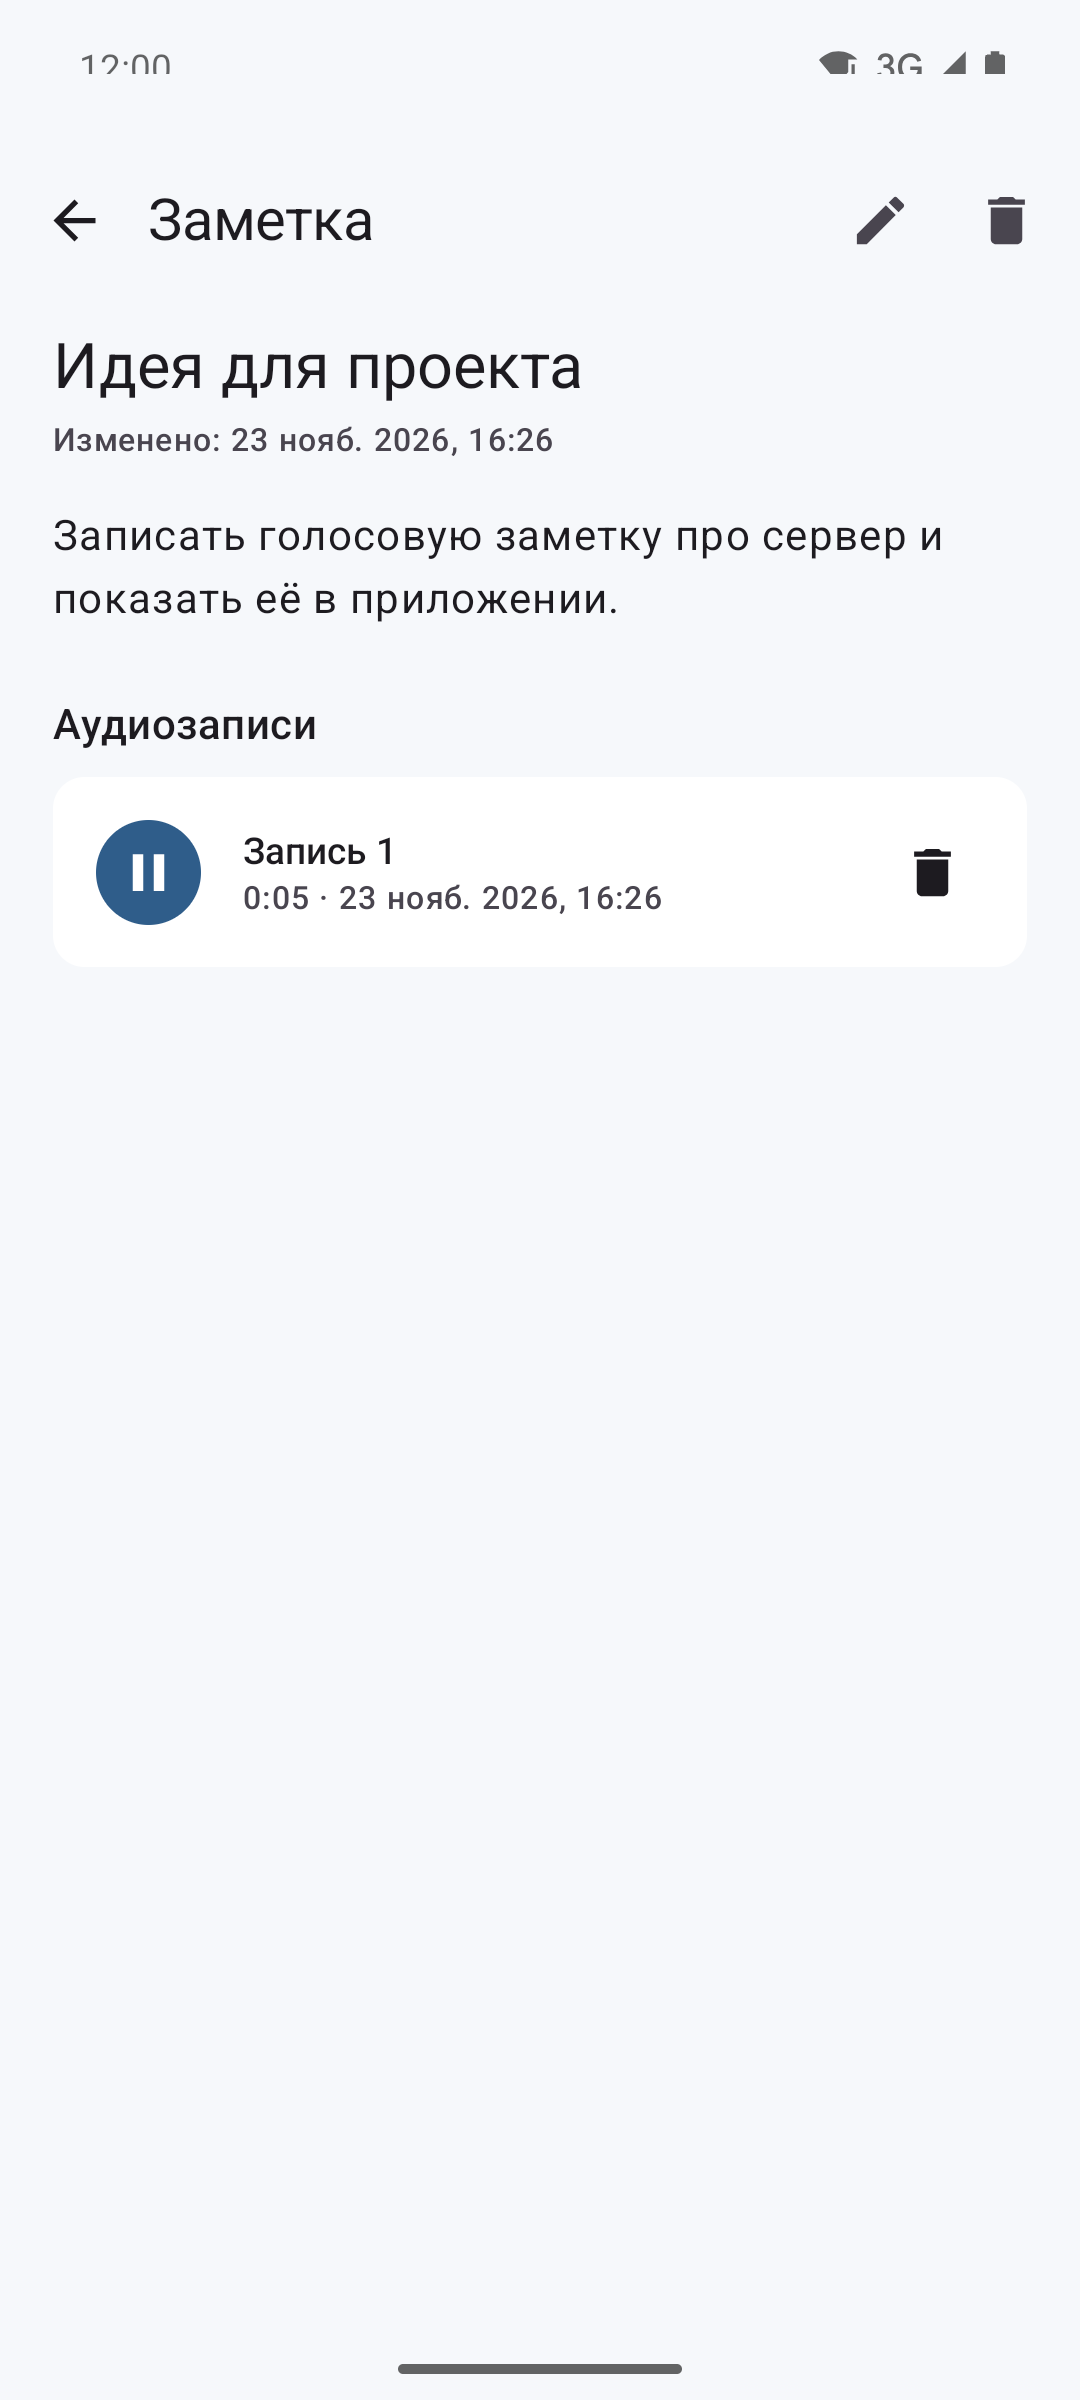 12:00 3G
Заметка
Идея для проекта
Изменено: 23 нояб. 2026, 16:26
Записать голосовую заметку про сервер и
показать её в приложении.
Аудиозаписи
Запись 1
0:05 · 23 нояб. 2026, 16:26